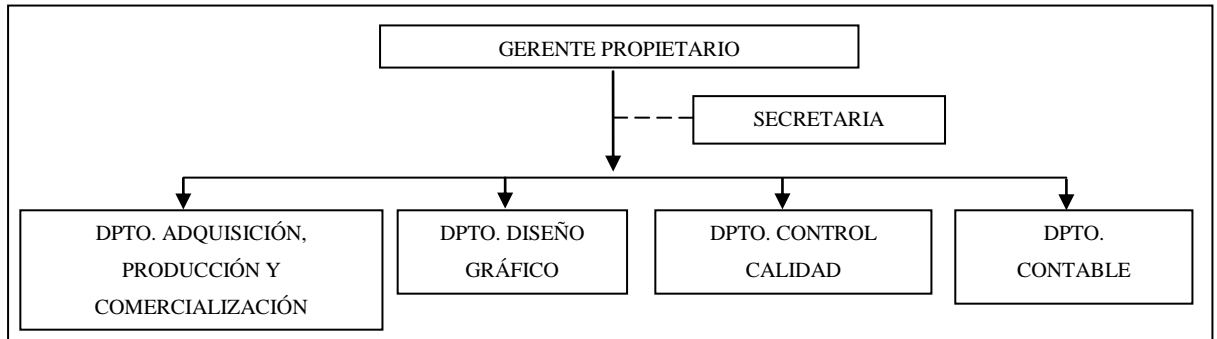 GERENTE PROPIETARIO
SECRETARIA
DPTO. ADQUISICIÓN,
PRODUCCIÓN Y
COMERCIALIZACIÓN
DPTO. DISEÑO
GRÁFICO
DPTO. CONTROL
CALIDAD
DPTO.
CONTABLE